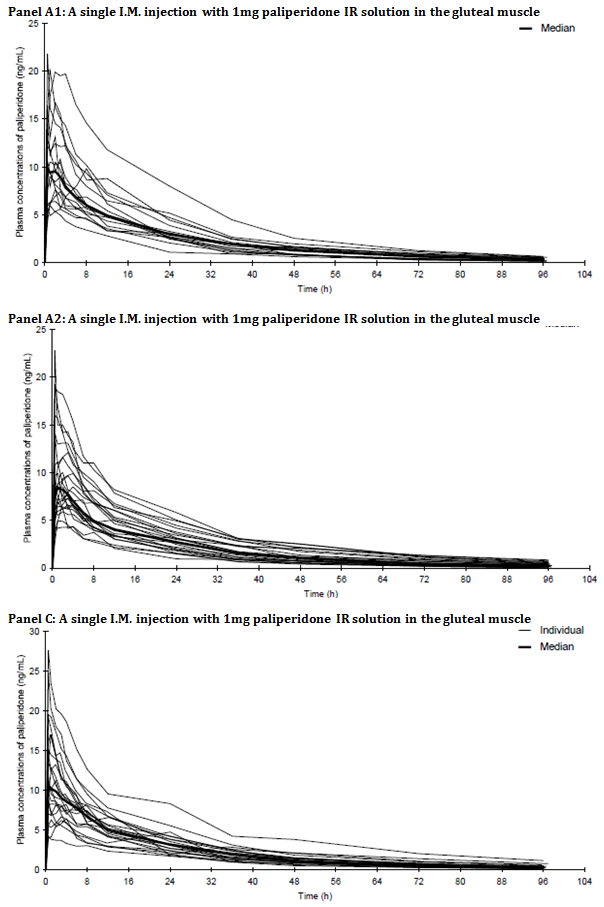 Panel A1: A single I.M. injection with 1mg paliperidone IR solution in the gluteal muscle
25
Median
20
15
10
5
0
Plasma concentrations of paliperidone (ng/mL)
0 8 16 24 32 40 48 56 64 72 80 88 96 104
Time (h)
Panel A2: A single I.M. injection with 1mg paliperidone IR solution in the gluteal muscle
25
20
15
10
5
0
Plasma concentrations of paliperidone (ng/mL)
0 8 16 24 32 40 48 56 64 72 80 88 96 104
Time (h)
Panel C: A single I.M. injection with 1mg paliperidone IR solution in the gluteal muscle
30
Individual
Median
25
20
15
10
5
0
Plasma concentrations of paliperidone (ng/mL)
0 8 16 24 32 40 48 56 64 72 80 88 96 104
Time (h)